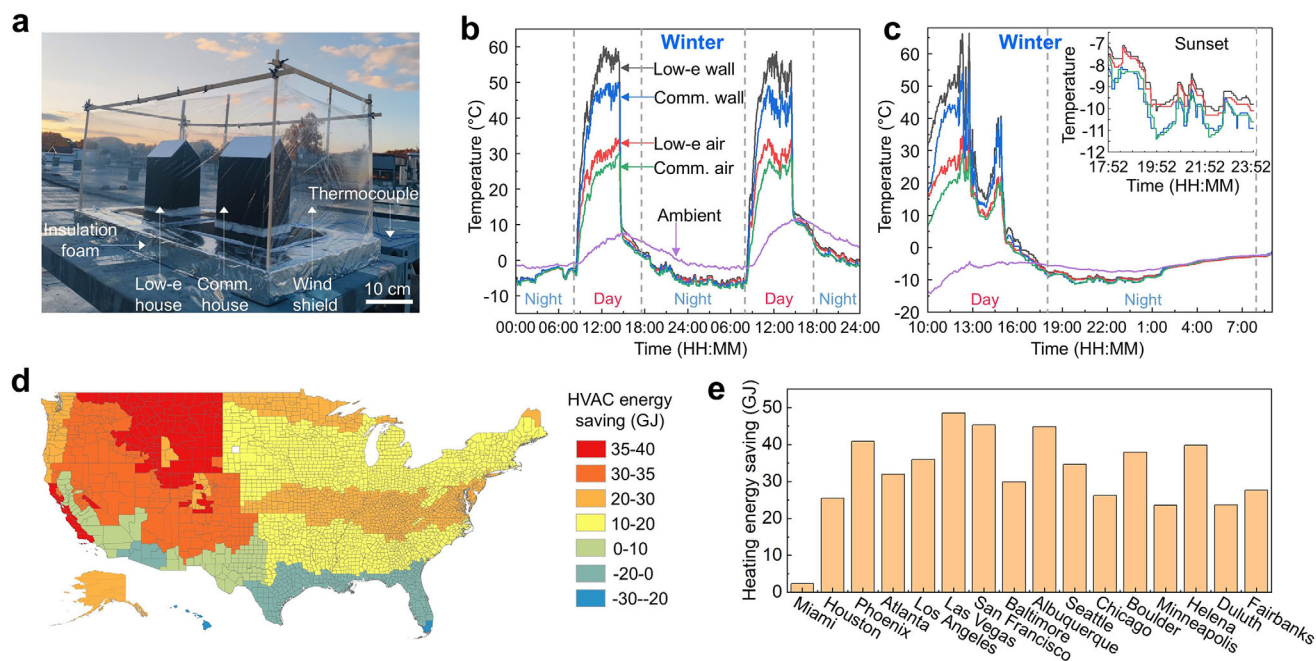 a
Thermocouple
Insulation
foam
Low-e
house
Comm.
house
Wind
shield
10 cm
b
Winter
Low-e wall
Comm. wall
Low-e air
Comm. air
Ambient
Night
Day
Night
Day
Night
Temperature (°C)
60
50
40
30
20
10
0
-10
00:00 06:00 12:00 18:00 24:00 06:00 12:00 18:00 24:00
Time (HH:MM)
c
Winter
Sunset
Temperature
-7
-8
-9
-10
-11
-12
17:52 19:52 21:52 23:52
Time (HH:MM)
Day
Night
Temperature (°C)
60
50
40
30
20
10
0
-10
-20
10:00 13:00 16:00 19:00 22:00 1:00 4:00 7:00
Time (HH:MM)
d
HVAC energy
saving (GJ)
35-40
30-35
20-30
10-20
0-10
-20-0
-30--20
e
Heating energy saving (GJ)
50
40
30
20
10
0
Miami
Houston
Phoenix
Atlanta
Los Angeles
Las Vegas
San Francisco
Baltimore
Albuquerque
Seattle
Chicago
Boulder
Minneapolis
Helena
Duluth
Fairbanks